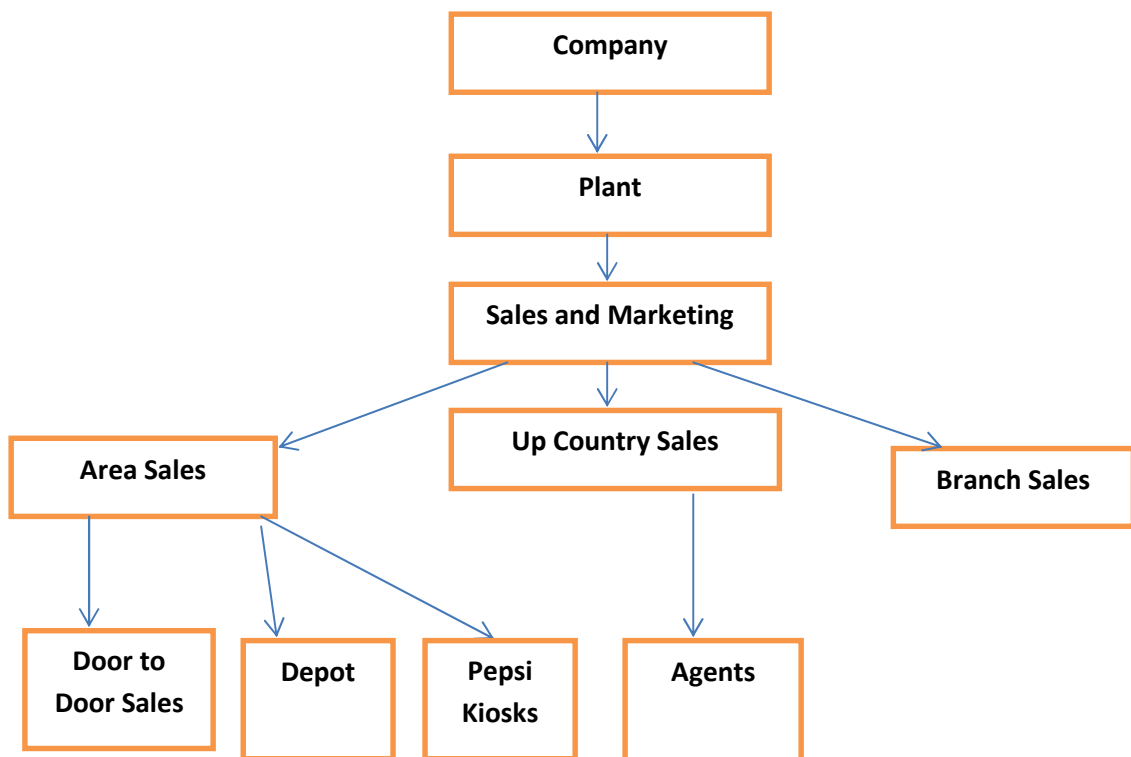 Company
Plant
Sales and Marketing
Up Country Sales
Area Sales
Branch Sales
Door to
Door Sales
Depot
Pepsi
Kiosks
Agents